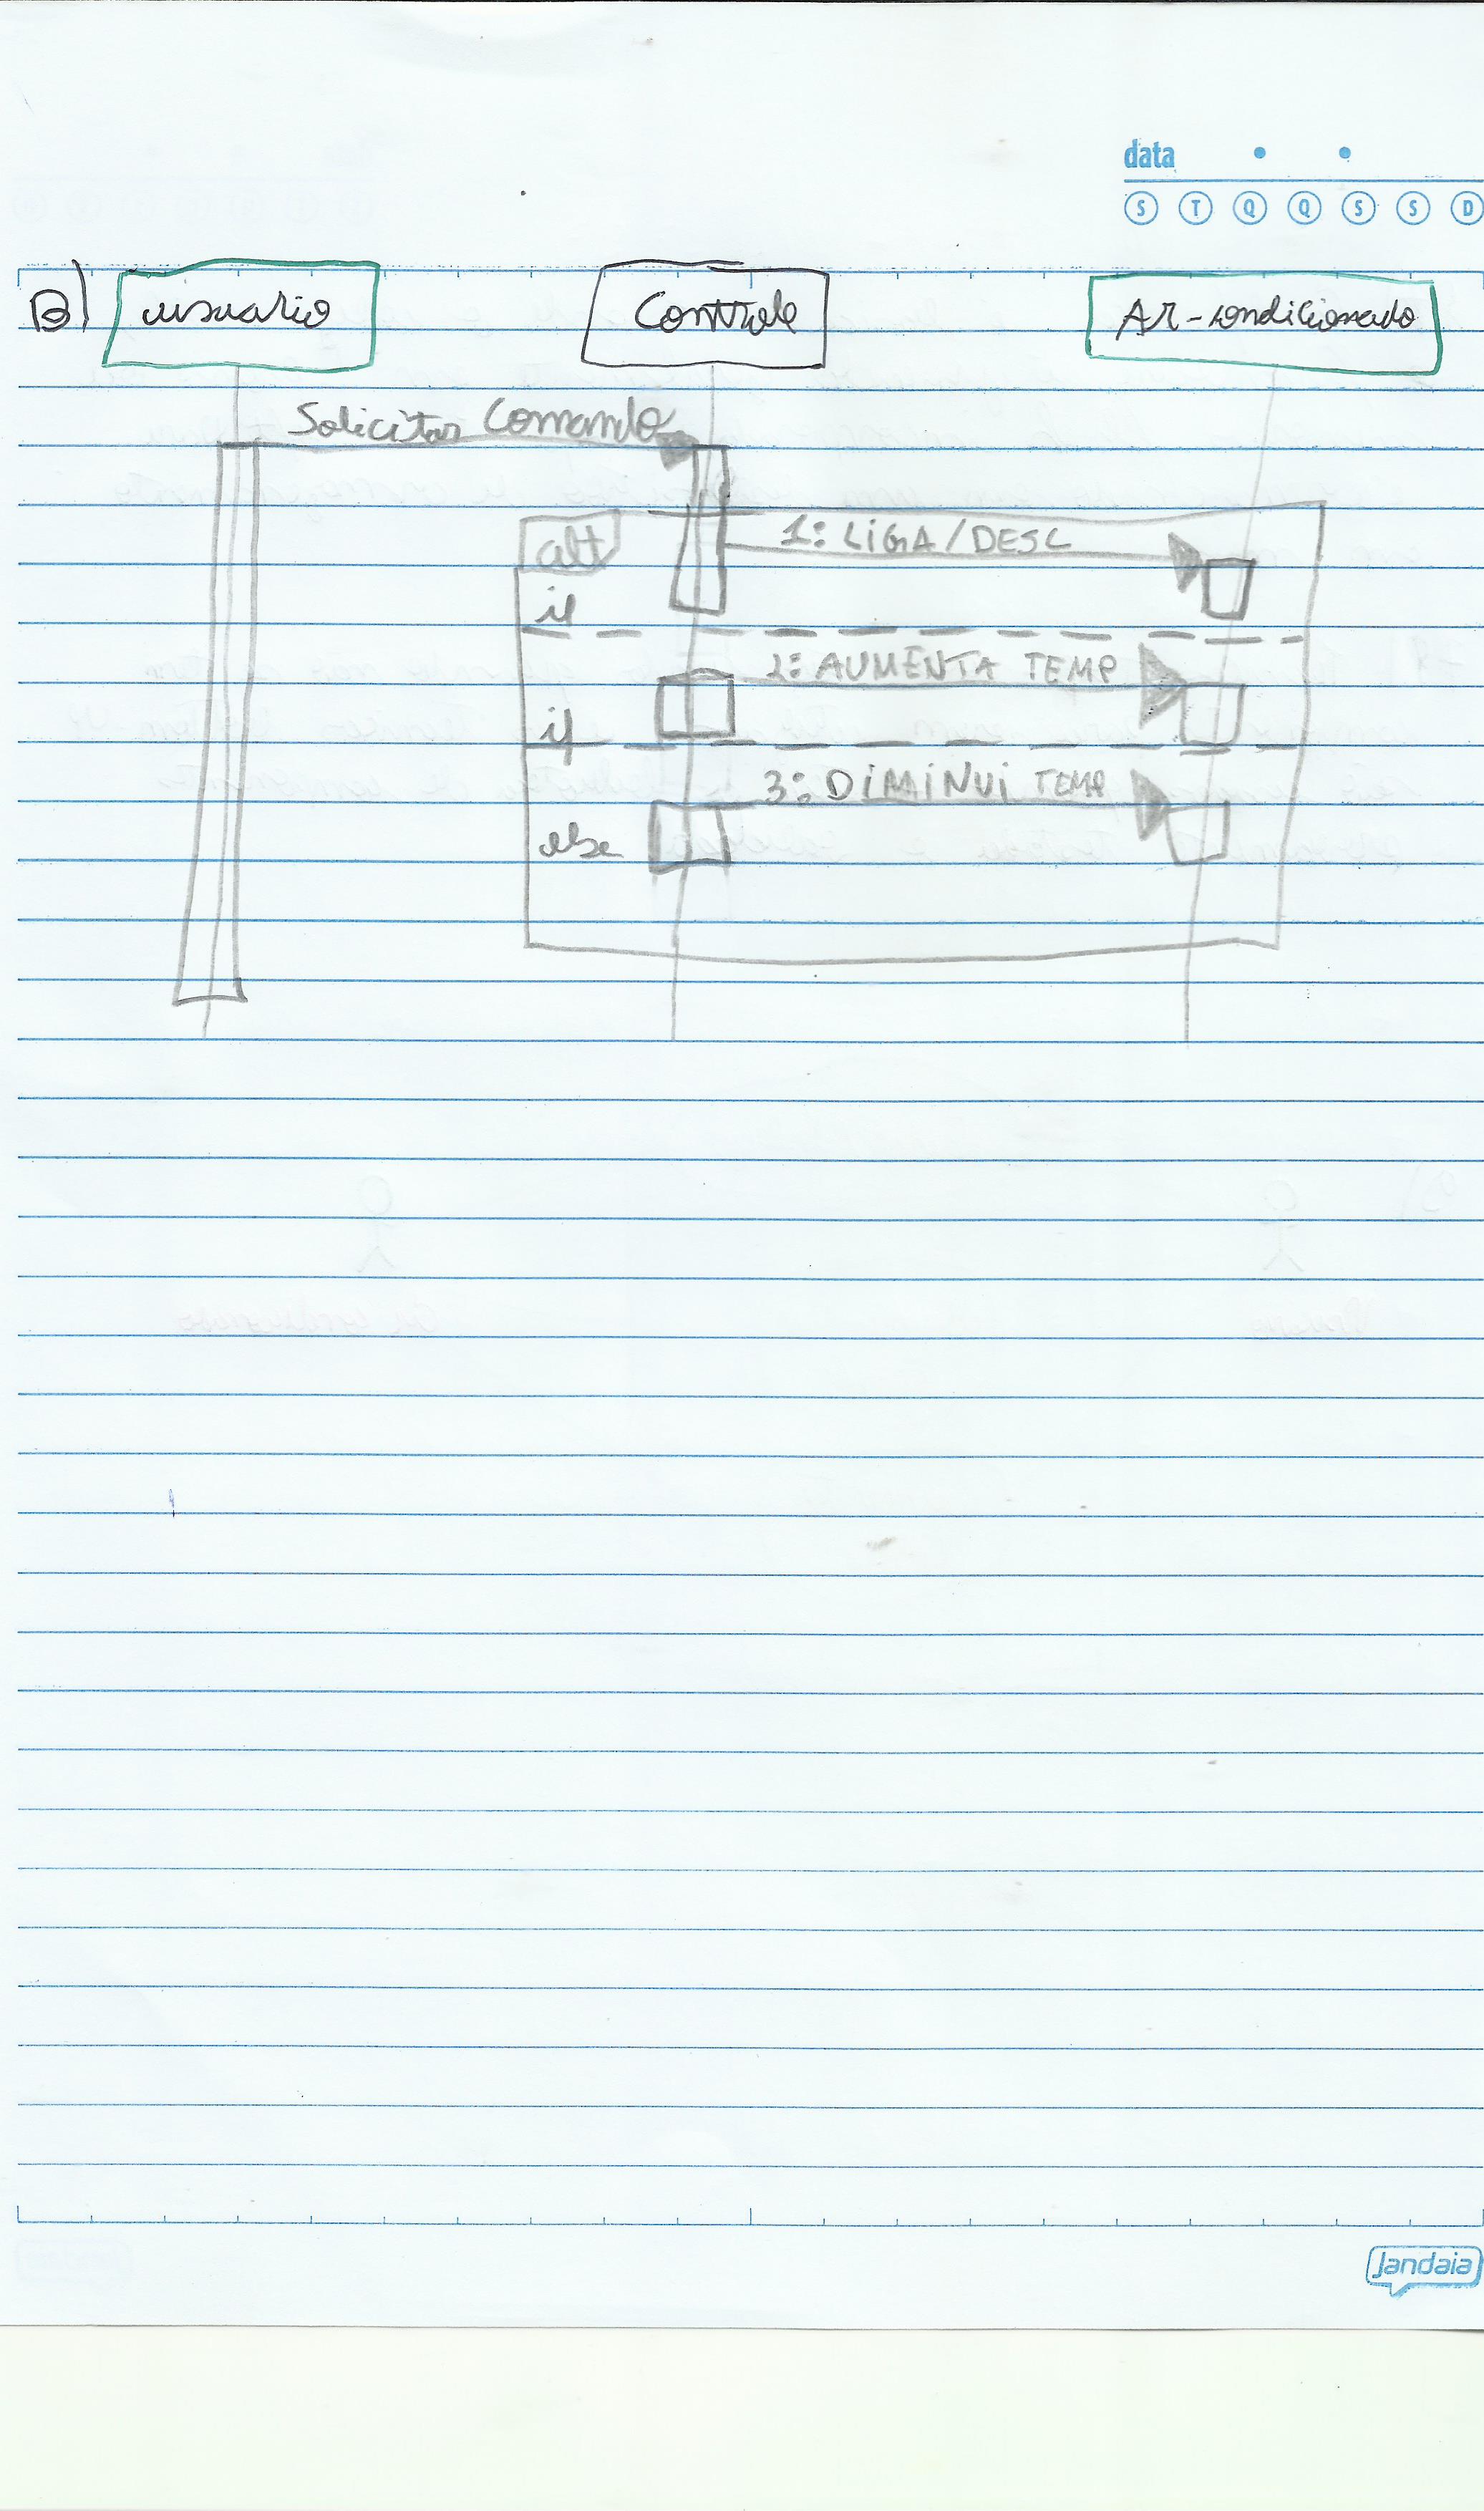 data
S T Q Q S S D
B) usuario Controle Ar-condicionado
Solicitar Comando
alt
1: LIGA/DESL
if
2: AUMENTA TEMP
if
3: DIMINUI TEMP
else
Jandaia